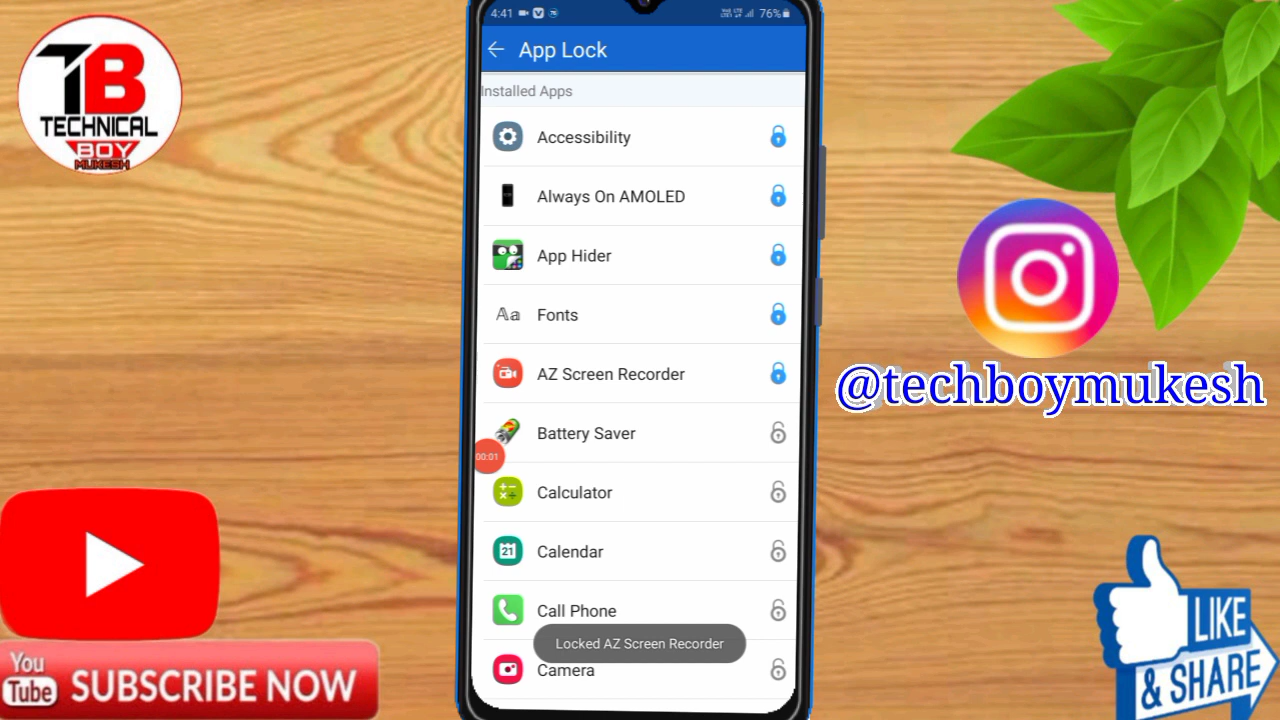 TB
TECHNICAL
BOY
MUKESH
4:41
76%
App Lock
Installed Apps
Accessibility
Always On AMOLED
App Hider
Aa Fonts
AZ Screen Recorder
Battery Saver
00:01
Calculator
21 Calendar
Call Phone
Locked AZ Screen Recorder
Camera
@techboymukesh
You
Tube SUBSCRIBE NOW
LIKE
& SHARE